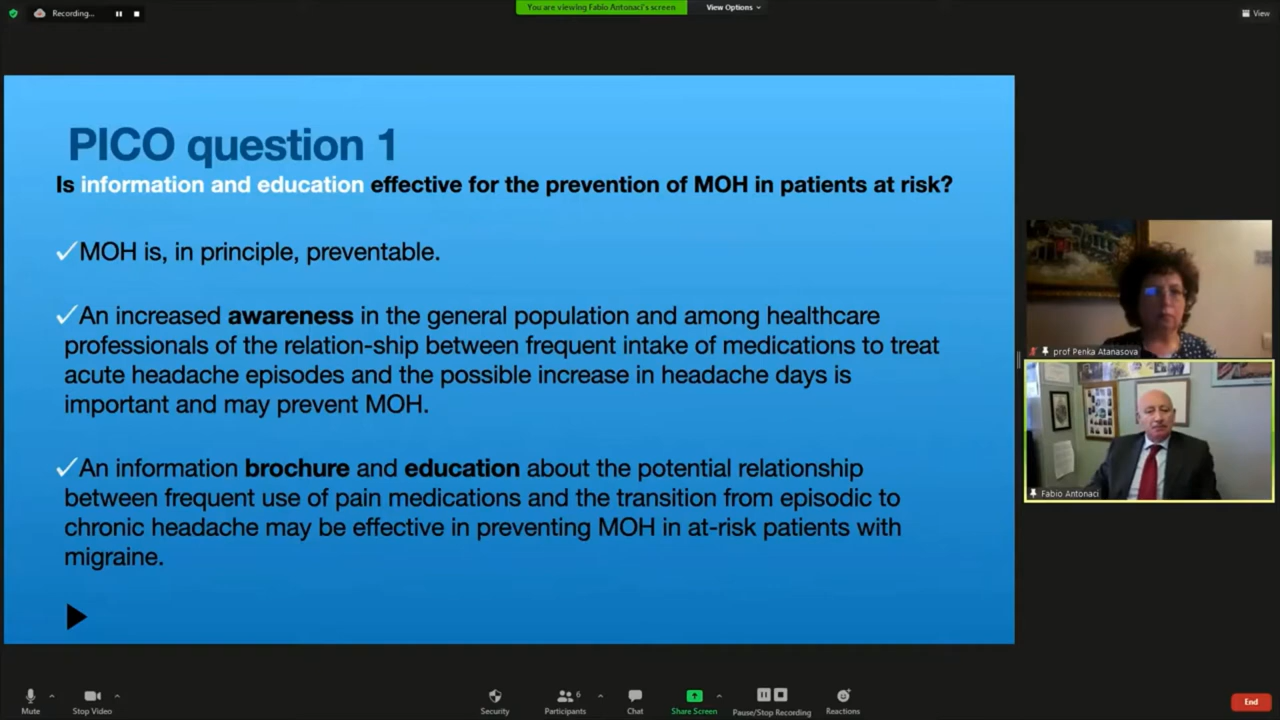 Recording...
You are viewing Fabio Antonaci's screen
View Options
View
PICO question 1
Is information and education effective for the prevention of MOH in patients at risk?
✓MOH is, in principle, preventable.
✓An increased awareness in the general population and among healthcare
professionals of the relation-ship between frequent intake of medications to treat
acute headache episodes and the possible increase in headache days is
important and may prevent MOH.
✓An information brochure and education about the potential relationship
between frequent use of pain medications and the transition from episodic to
chronic headache may be effective in preventing MOH in at-risk patients with
migraine.
prof Penka Atanasova
Fabio Antonaci
Mute
Stop Video
Security
Participants
6
Chat
Share Screen
Pause/Stop Recording
Reactions
End